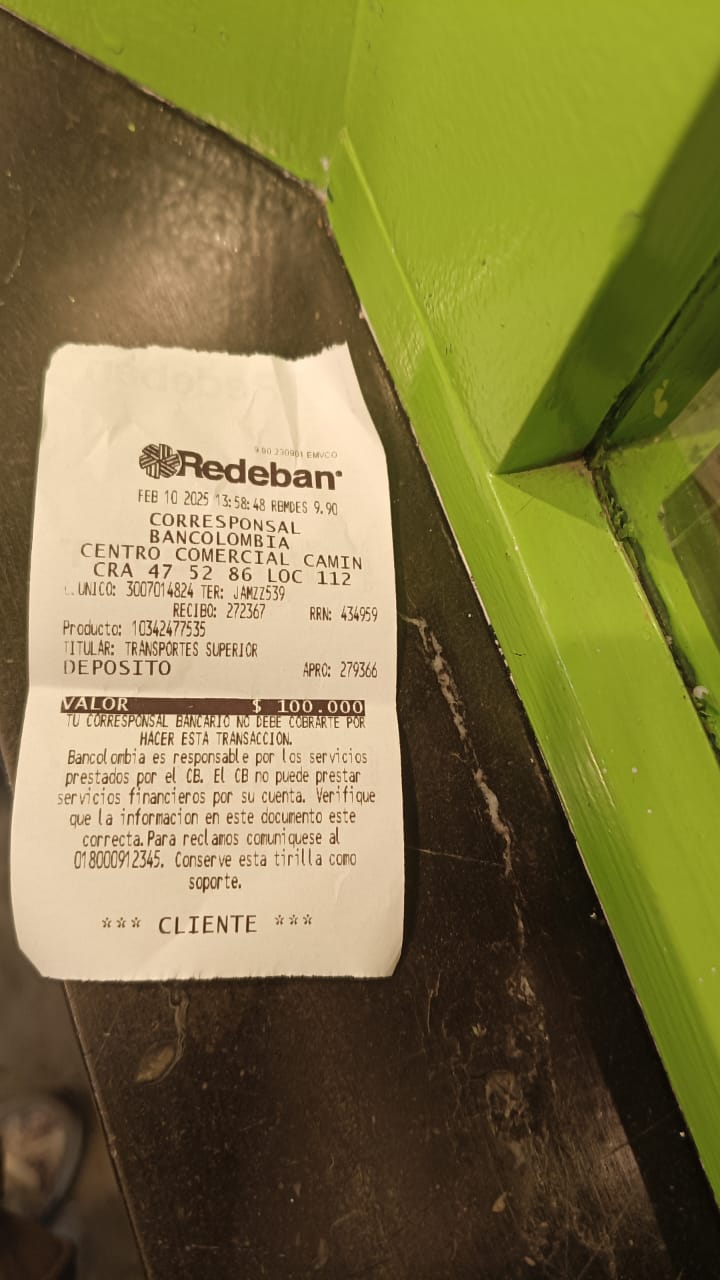 9.90 230901 EMVCO
Redeban
FEB 10 2025 13:58:48 RBMDES 9.90
CORRESPONSAL
BANCOLOMBIA
CENTRO COMERCIAL CAMIN
CRA 47 52 86 LOC 112
C.UNICO: 3007014824 TER: JAMZZ539
RECIBO: 272367 RRN: 434959
Producto: 10342477535
TITULAR: TRANSPORTES SUPERIOR
DEPOSITO APRO: 279366
VALOR $ 100.000
TU CORRESPONSAL BANCARIO NO DEBE COBRARTE POR
HACER ESTA TRANSACCION.
Bancolombia es responsable por los servicios
prestados por el CB. El CB no puede prestar
servicios financieros por su cuenta. Verifique
que la informacion en este documento este
correcta.Para reclamos comuniquese al
018000912345. Conserve esta tirilla como
soporte.
*** CLIENTE ***